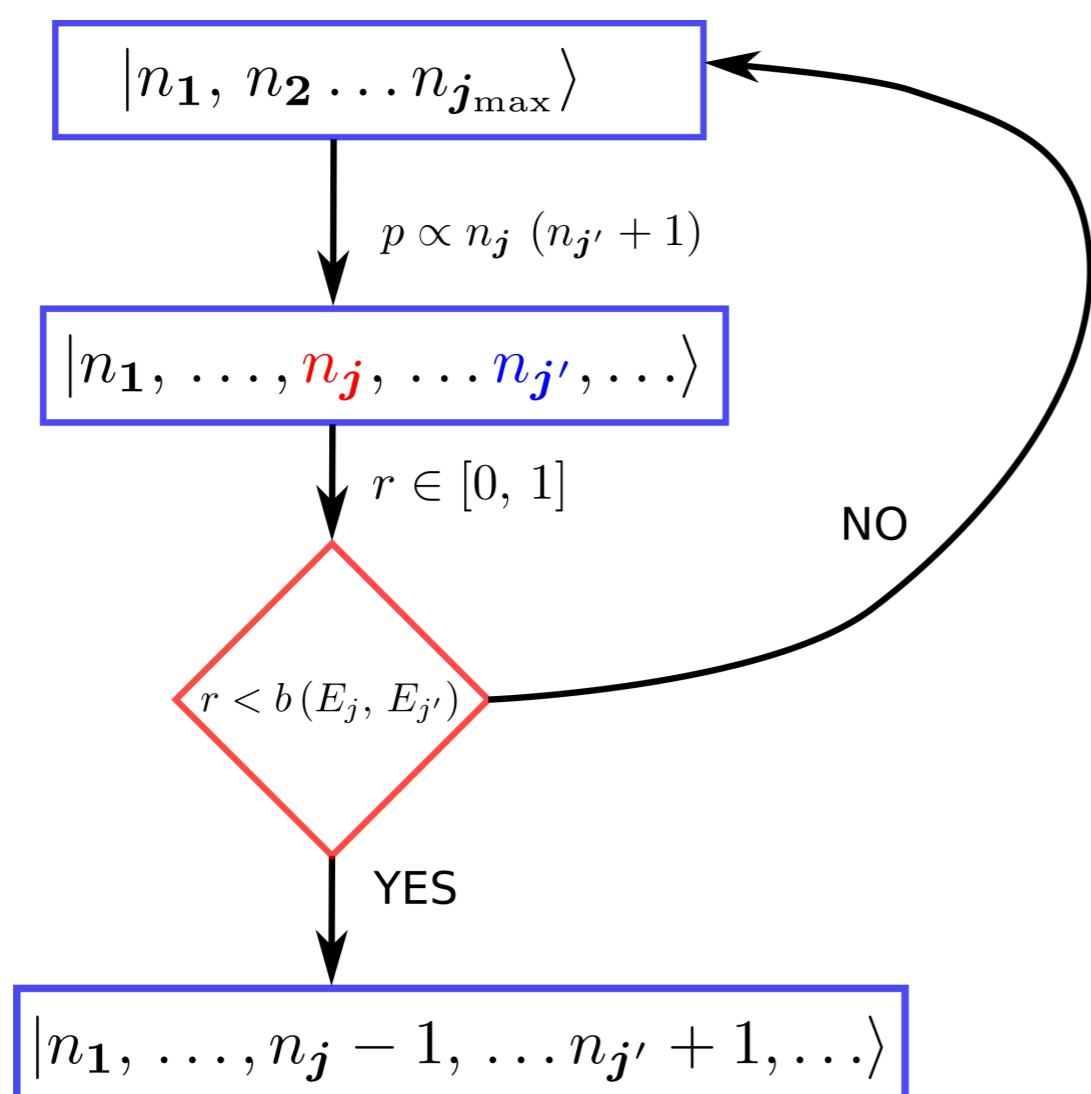 |n₁, n₂ … n_{j_max}⟩
p ∝ n_j (n_{j′} + 1)
|n₁, …, n_j, … n_{j′}, …⟩
r ∈ [0, 1]
NO
r < b (E_j, E_{j′})
YES
|n₁, …, n_j − 1, … n_{j′} + 1, …⟩